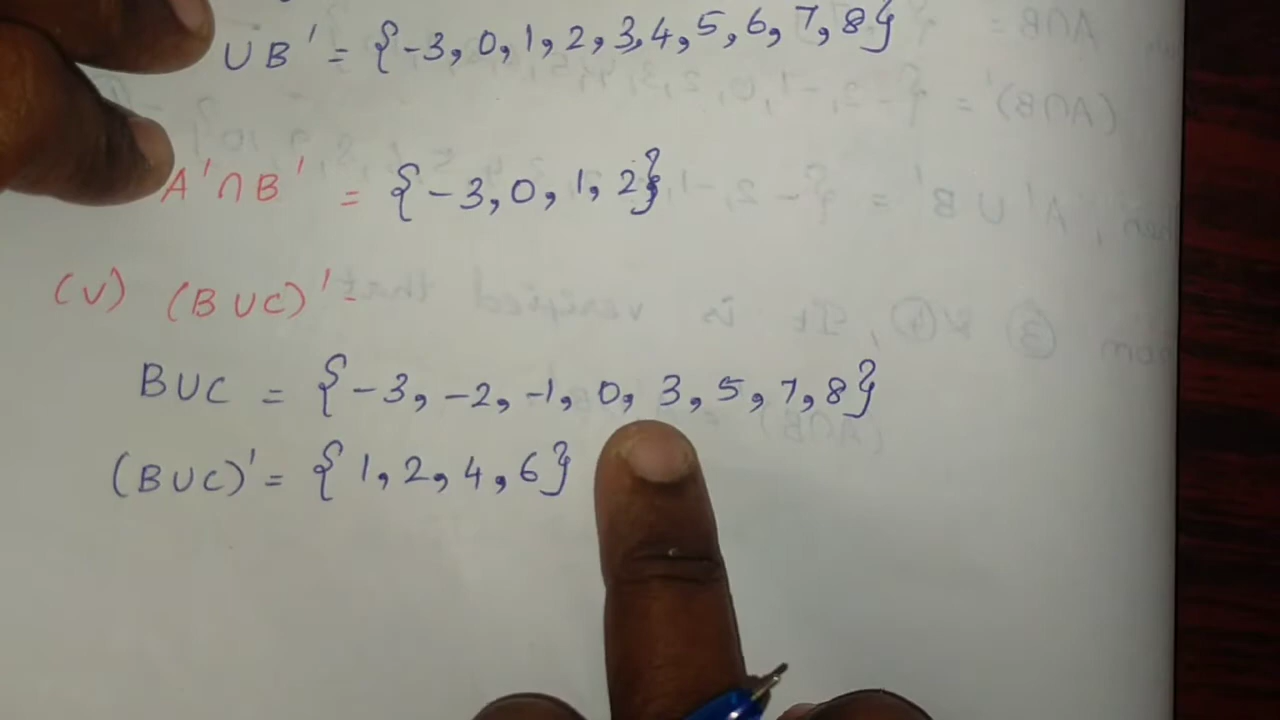 ∪ B' = {-3, 0, 1, 2, 3, 4, 5, 6, 7, 8}
A' ∩ B' = {-3, 0, 1, 2}
(v) (B ∪ C)' =
B ∪ C = {-3, -2, -1, 0, 3, 5, 7, 8}
(B ∪ C)' = {1, 2, 4, 6}